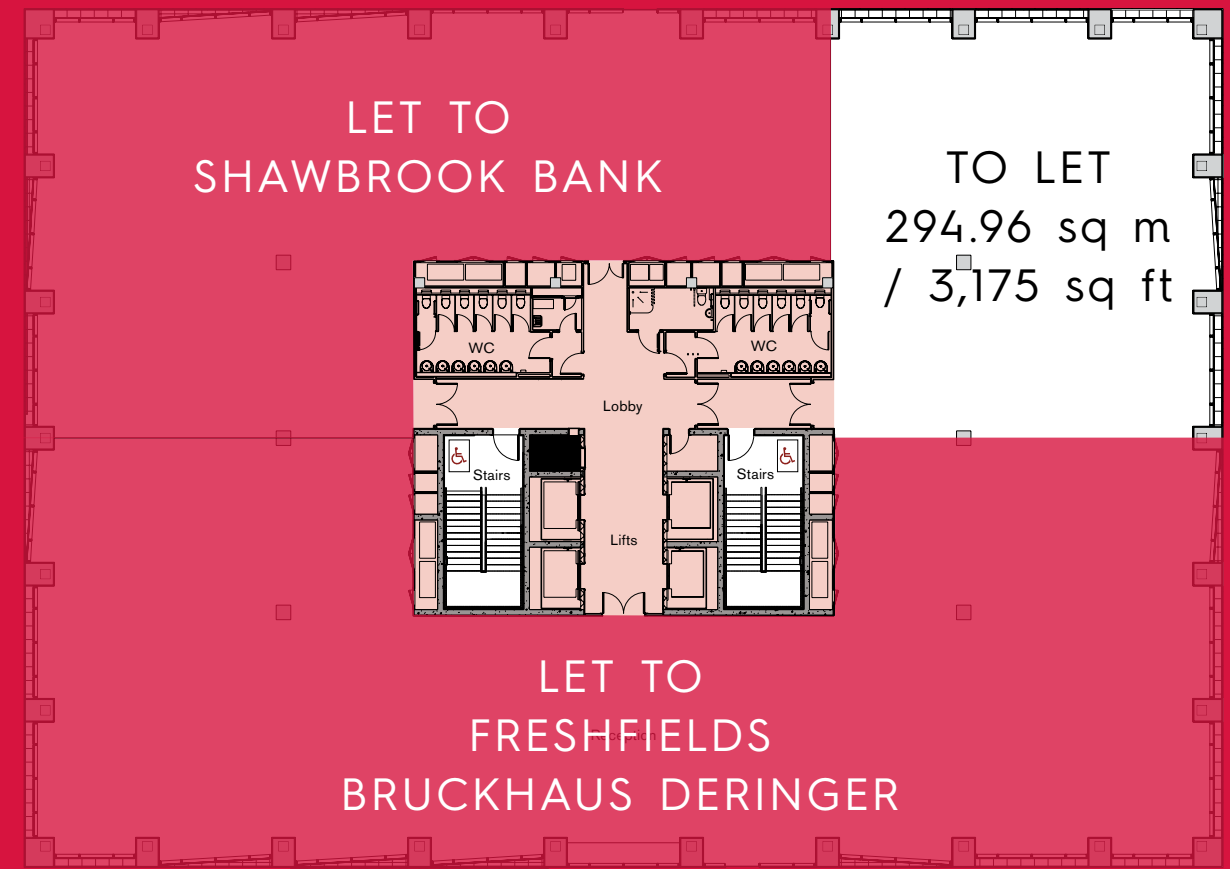 LET TO
SHAWBROOK BANK
TO LET
294.96 sq m
/ 3,175 sq ft
WC
WC
Lobby
Stairs
Stairs
Lifts
LET TO
FRESHFIELDS
Reception
BRUCKHAUS DERINGER